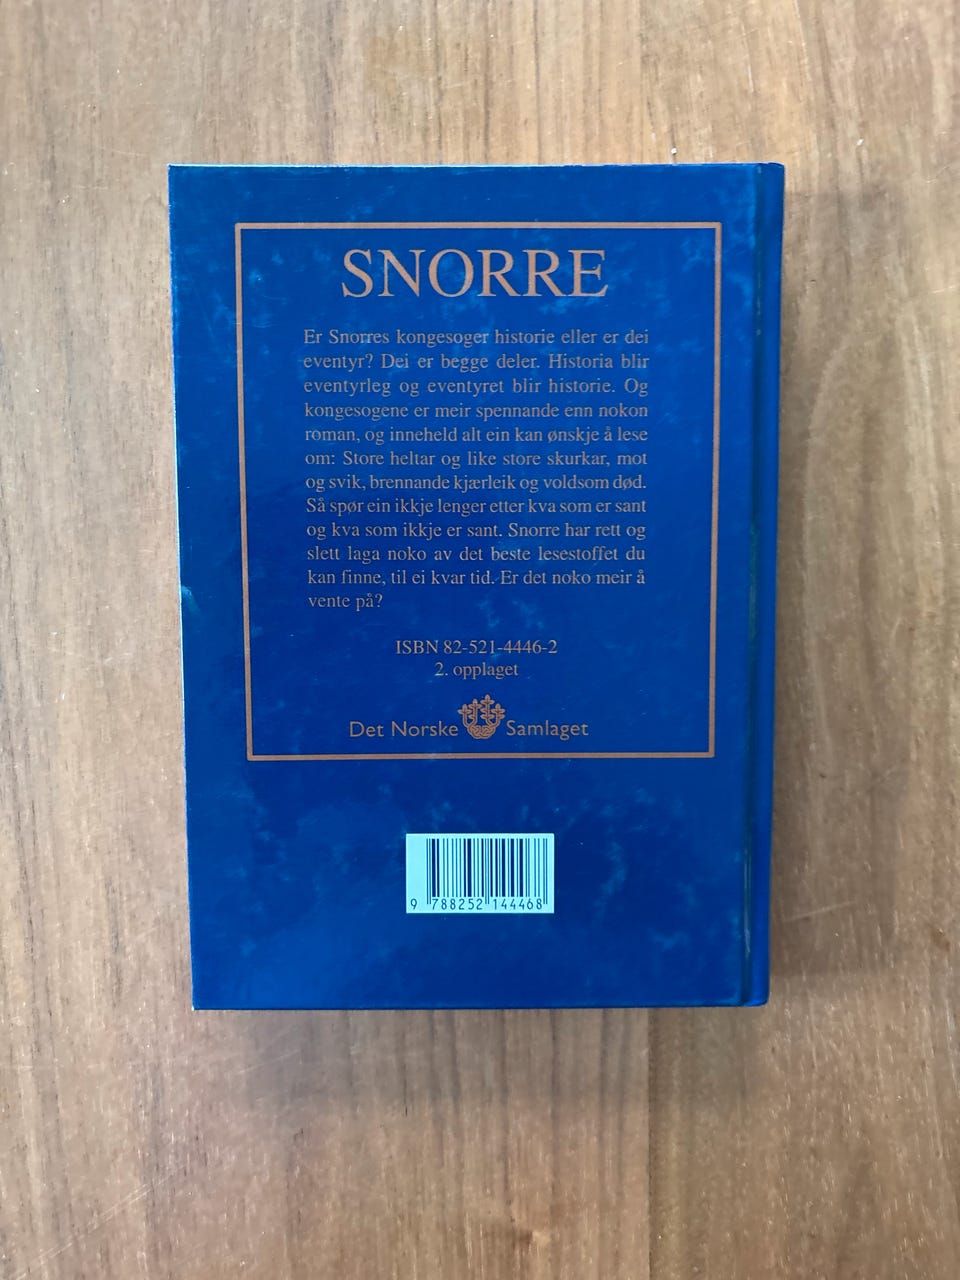 SNORRE
Er Snorres kongesoger historie eller er dei
eventyr? Dei er begge deler. Historia blir
eventyrleg og eventyret blir historie. Og
kongesogene er meir spennande enn nokon
roman, og inneheld alt ein kan ønskje å lese
om: Store heltar og like store skurkar, mot
og svik, brennande kjærleik og voldsom død.
Så spør ein ikkje lenger etter kva som er sant
og kva som ikkje er sant. Snorre har rett og
slett laga noko av det beste lesestoffet du
kan finne, til ei kvar tid. Er det noko meir å
vente på?
ISBN 82-521-4446-2
2. opplaget
Det Norske Samlaget
9 788252 144468